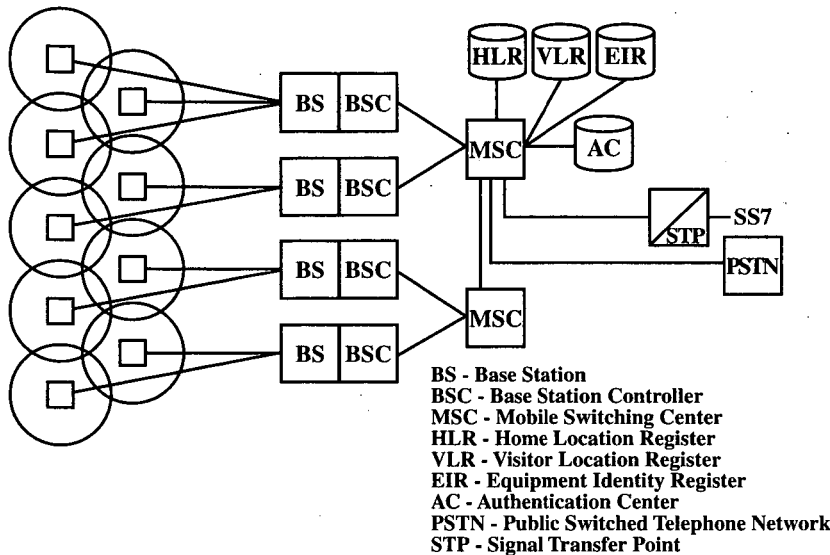 HLR VLR EIR
BS BSC
MSC
AC
BS BSC
STP
SS7
PSTN
BS BSC
MSC
BS BSC
BS - Base Station
BSC - Base Station Controller
MSC - Mobile Switching Center
HLR - Home Location Register
VLR - Visitor Location Register
EIR - Equipment Identity Register
AC - Authentication Center
PSTN - Public Switched Telephone Network
STP - Signal Transfer Point